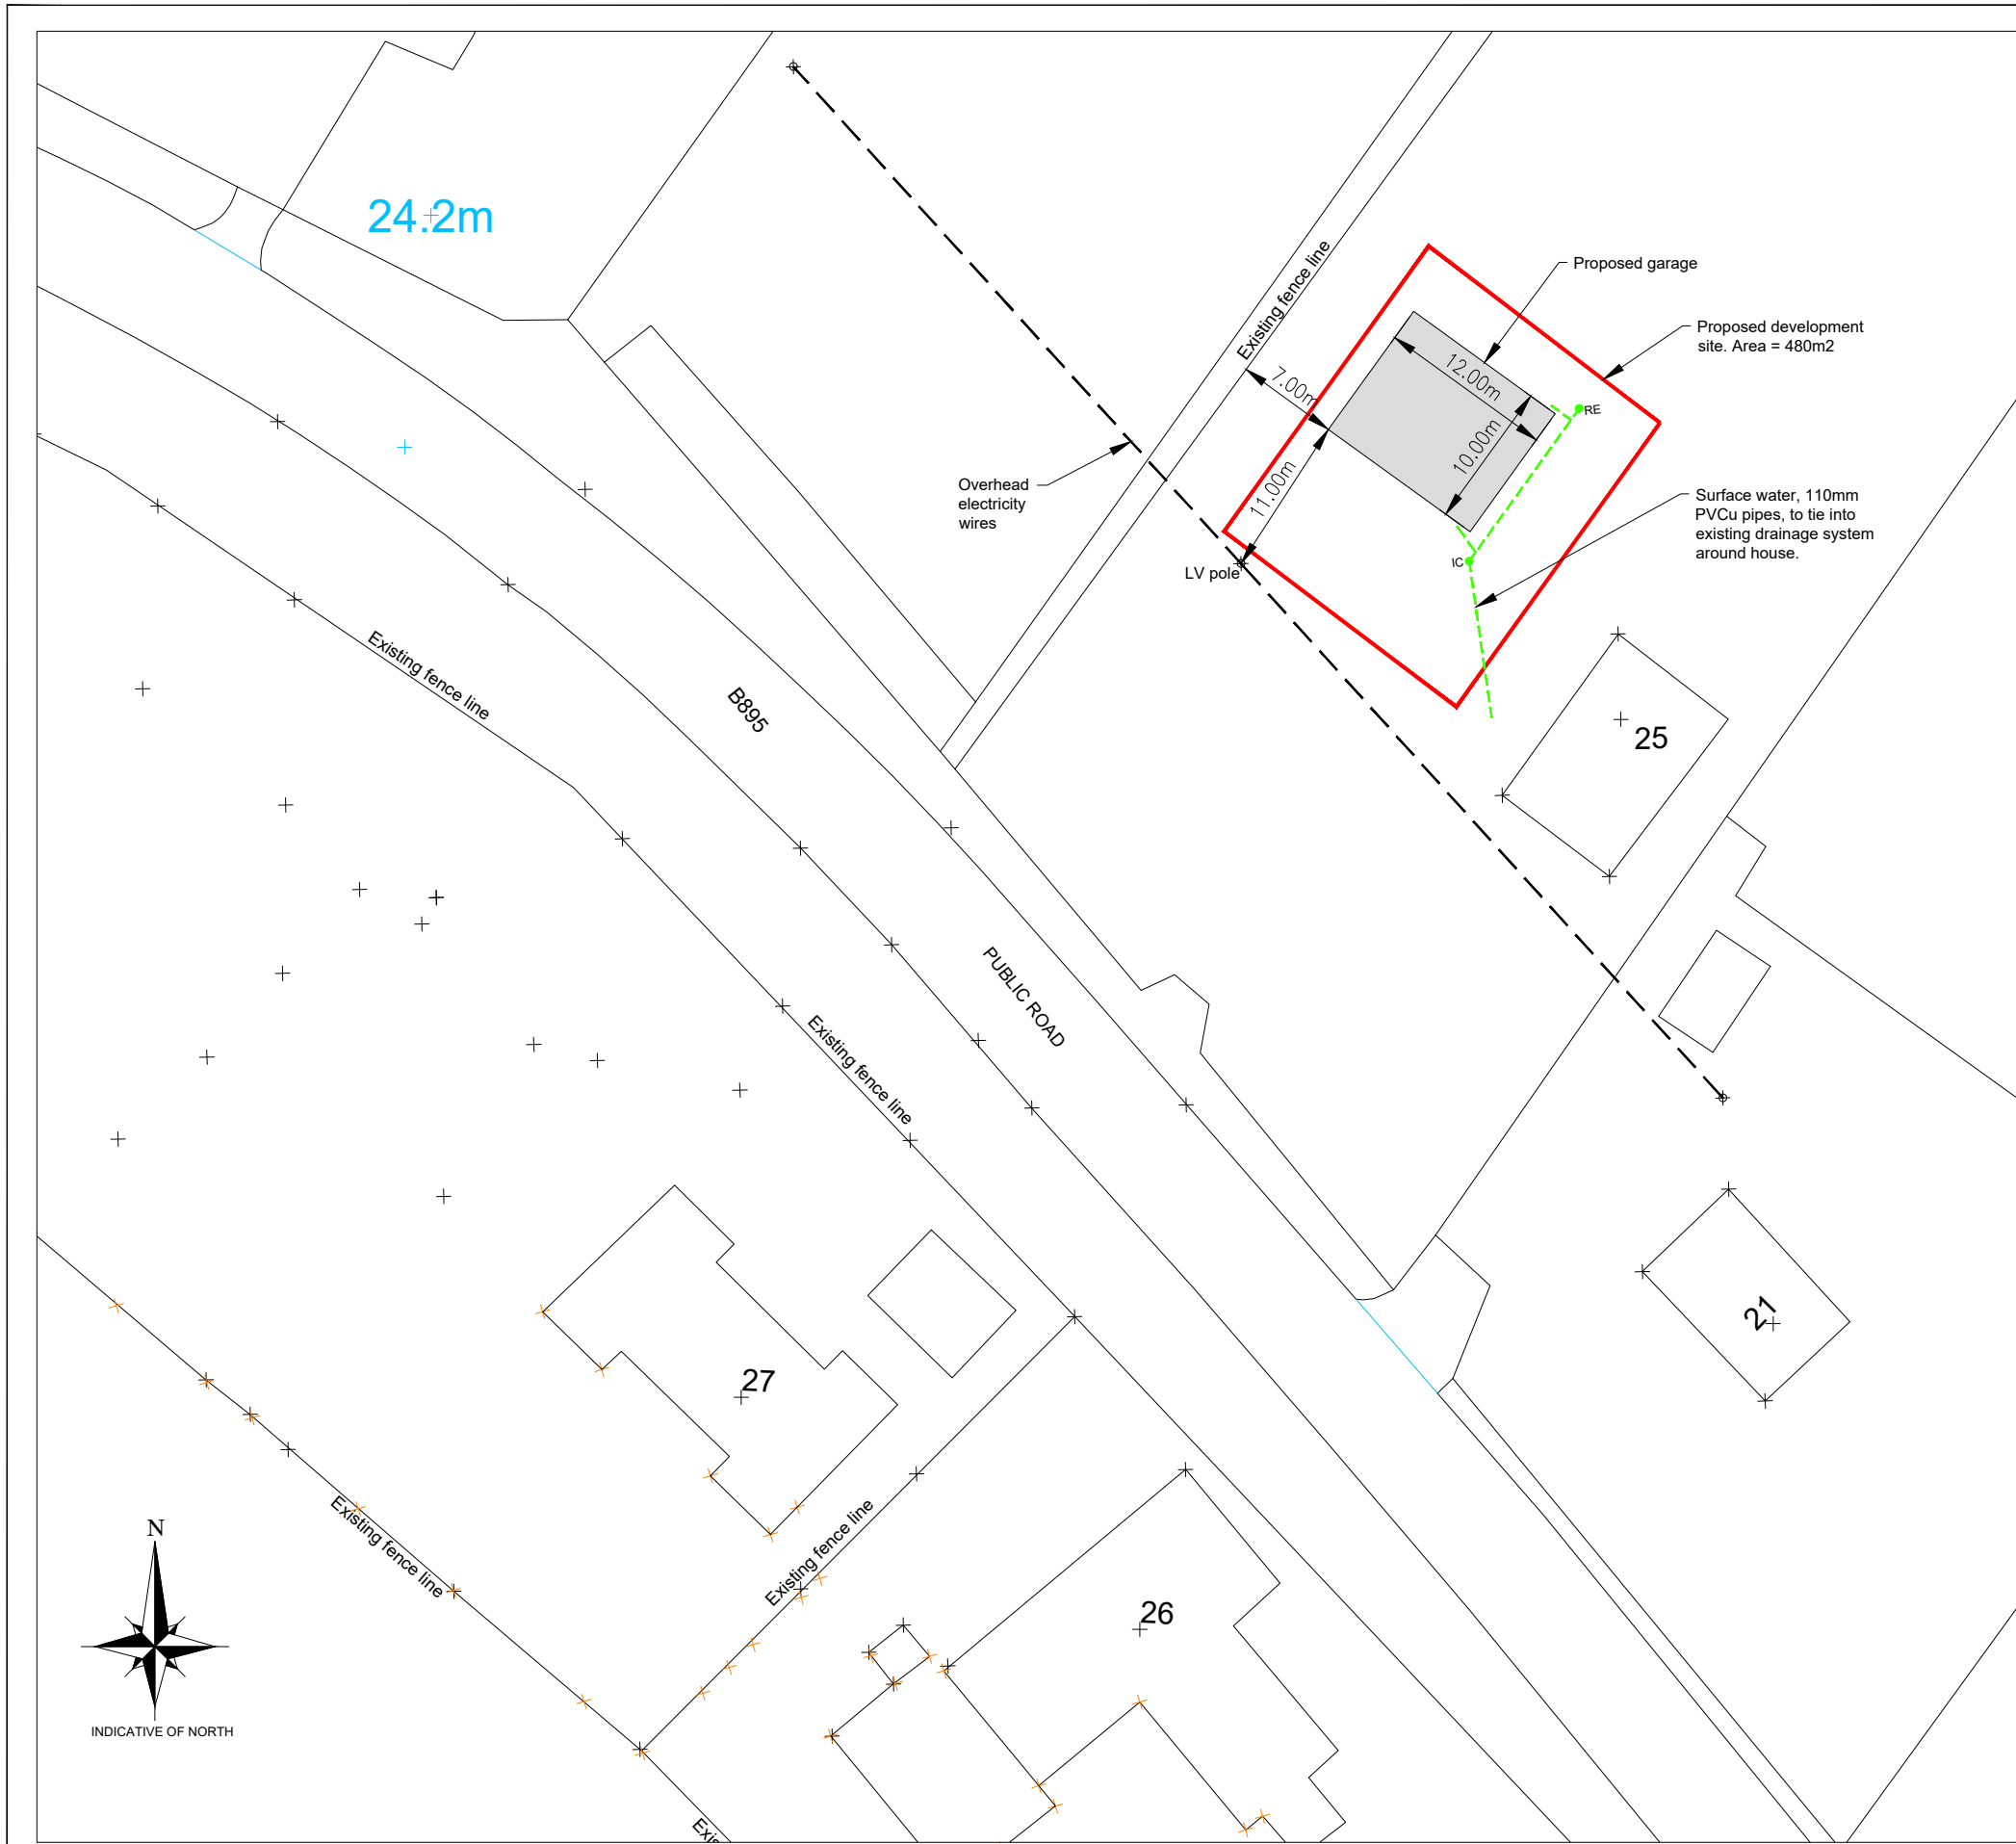 24.2m
Existing fence line
Proposed garage
Proposed development
site. Area = 480m2
12.00m
7.00m
10.00m
11.00m
RE
Overhead
electricity
wires
Surface water, 110mm
PVCu pipes, to tie into
existing drainage system
around house.
IC
LV pole
Existing fence line
B895
25
PUBLIC ROAD
Existing fence line
21
27
Existing fence line
Existing fence line
26
N
INDICATIVE OF NORTH